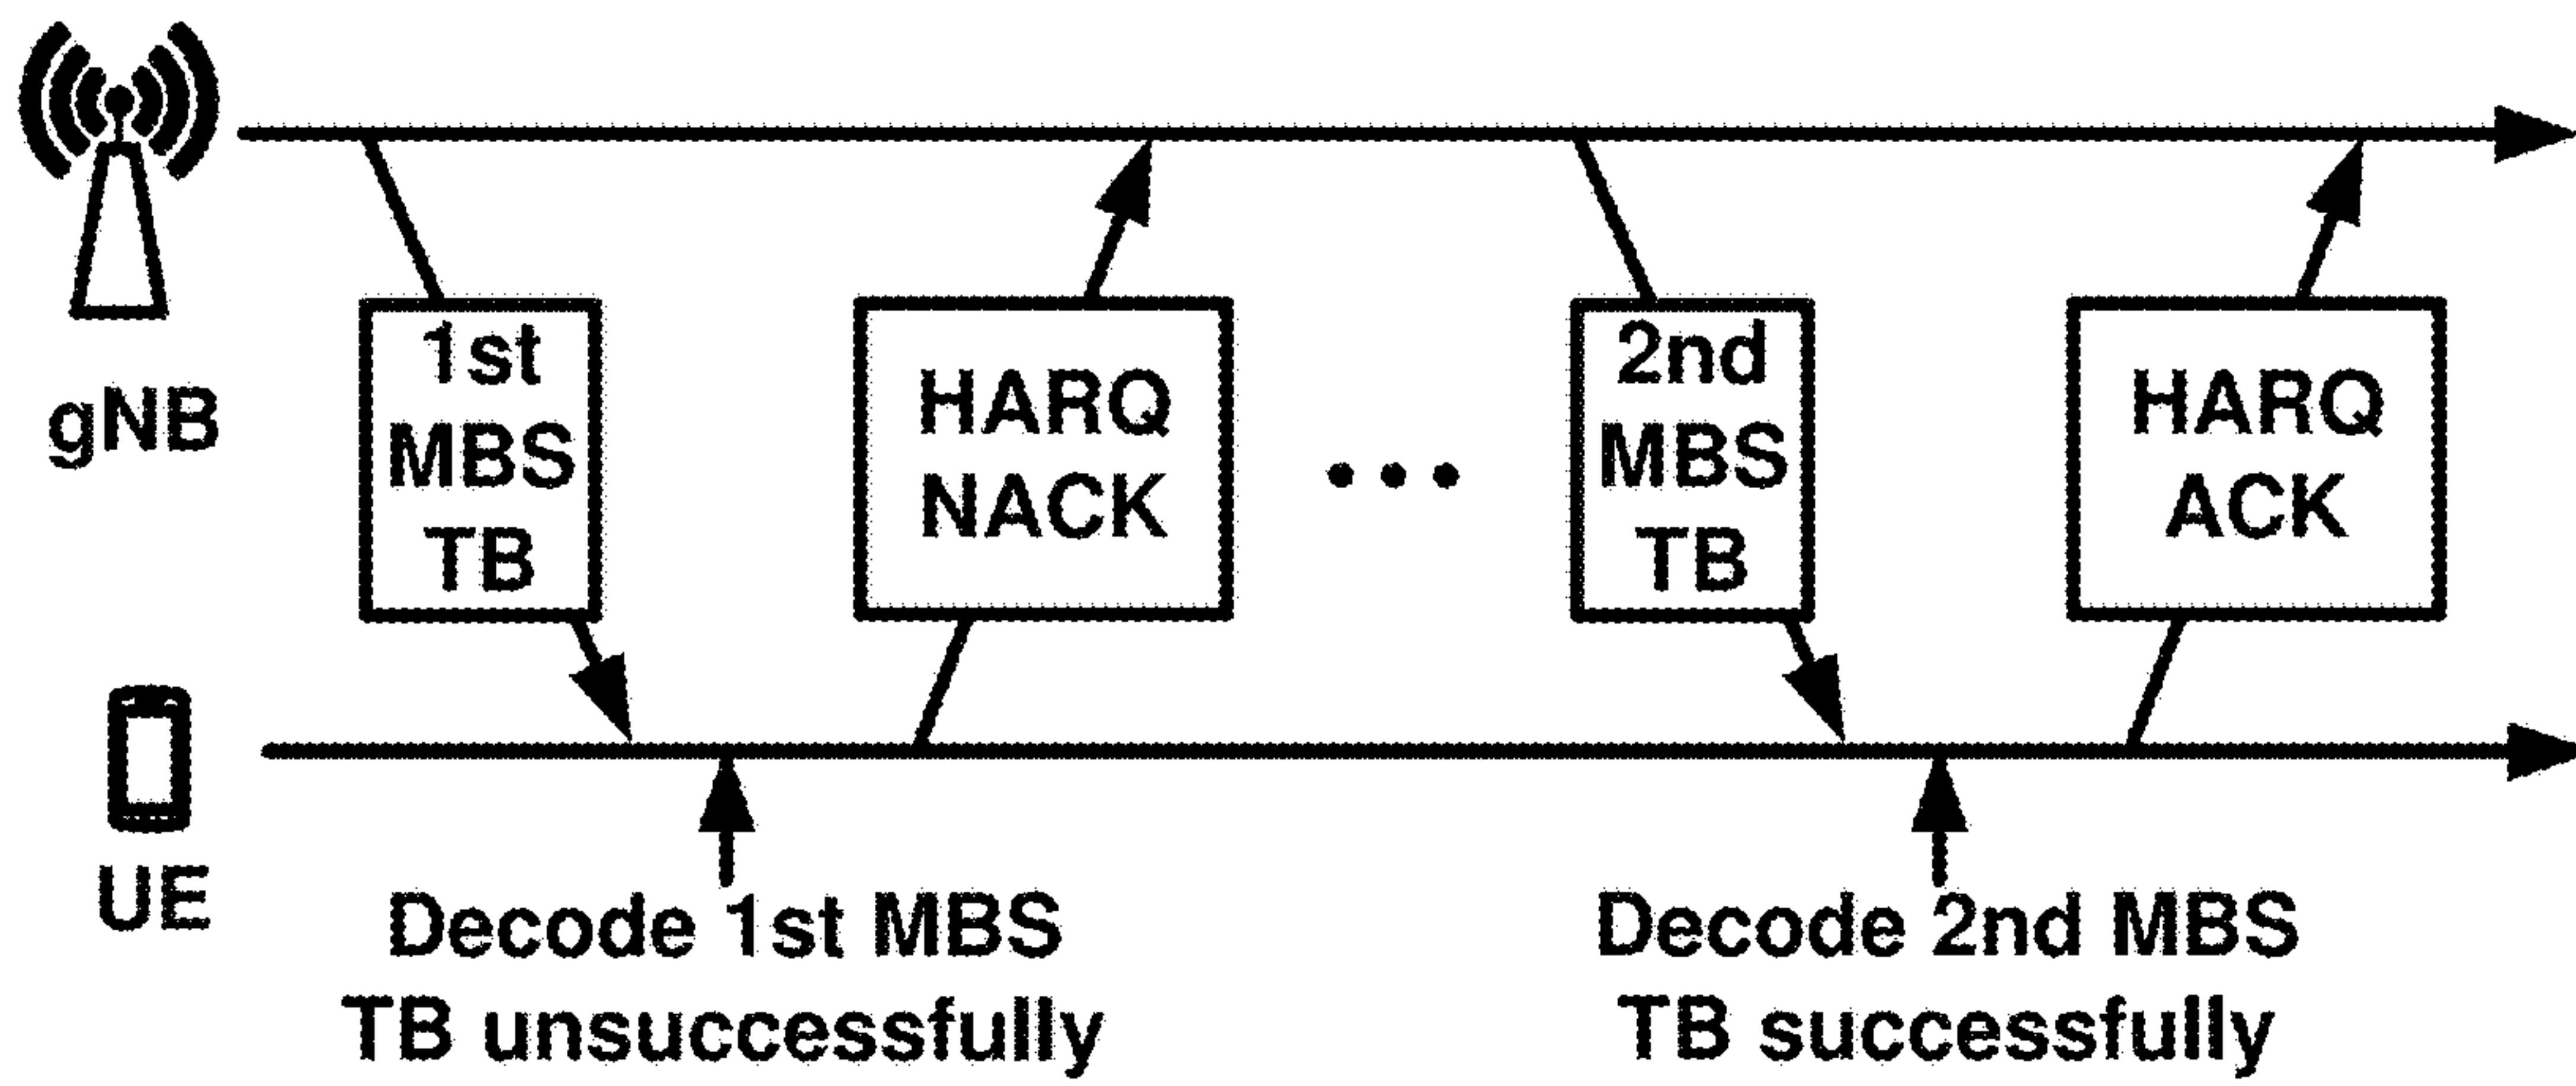 gNB
1st
MBS
TB
HARQ
NACK
2nd
MBS
TB
HARQ
ACK
UE
Decode 1st MBS
TB unsuccessfully
Decode 2nd MBS
TB successfully